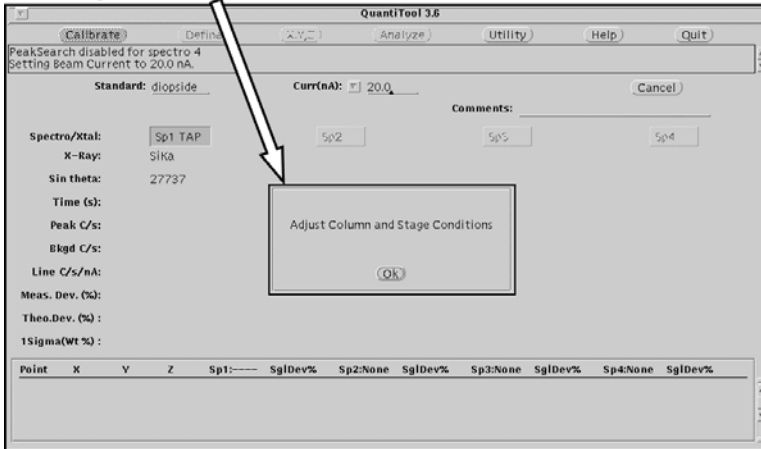 QuantiTool 3.6
Calibrate Define X,Y,Z Analyze Utility Help Quit
PeakSearch disabled for spectro 4
Setting Beam Current to 20.0 nA.
Standard: diopside Curr(nA): 20.0 Cancel
Comments:
Spectro/Xtal: Sp1 TAP Sp2 Sp3 Sp4
X-Ray: SiKa
Sin theta: 27737
Time (s):
Peak C/s:
Adjust Column and Stage Conditions
Bkgd C/s:
Line C/s/nA:
Ok
Meas. Dev. (%):
Theo.Dev. (%) :
1Sigma(Wt %) :
Point X Y Z Sp1:---- SglDev% Sp2:None SglDev% Sp3:None SglDev% Sp4:None SglDev%